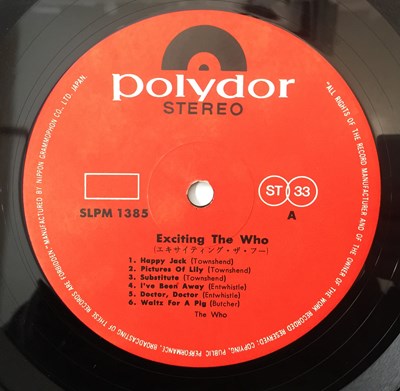 polydor
STEREO
SLPM 1385
ST 33
A
Exciting The Who
(エキサイティング・ザ・フー)
1. Happy Jack (Townshend)
2. Pictures Of Lily (Townshend)
3. Substitute (Townshend)
4. I've Been Away (Entwhistle)
5. Doctor, Doctor (Entwhistle)
6. Waltz For A Pig (Butcher)
The Who
"ALL RIGHTS OF THE RECORD MANUFACTURER AND OF THE OWNER OF THE WORK RECORDED RESERVED; COPYING, PUBLIC PERFORMANCE, BROADCASTING, OF THESE RECORDS ARE FORBIDDEN" MANUFACTURED BY NIPPON GRAMMOPHON CO., LTD. JAPAN.